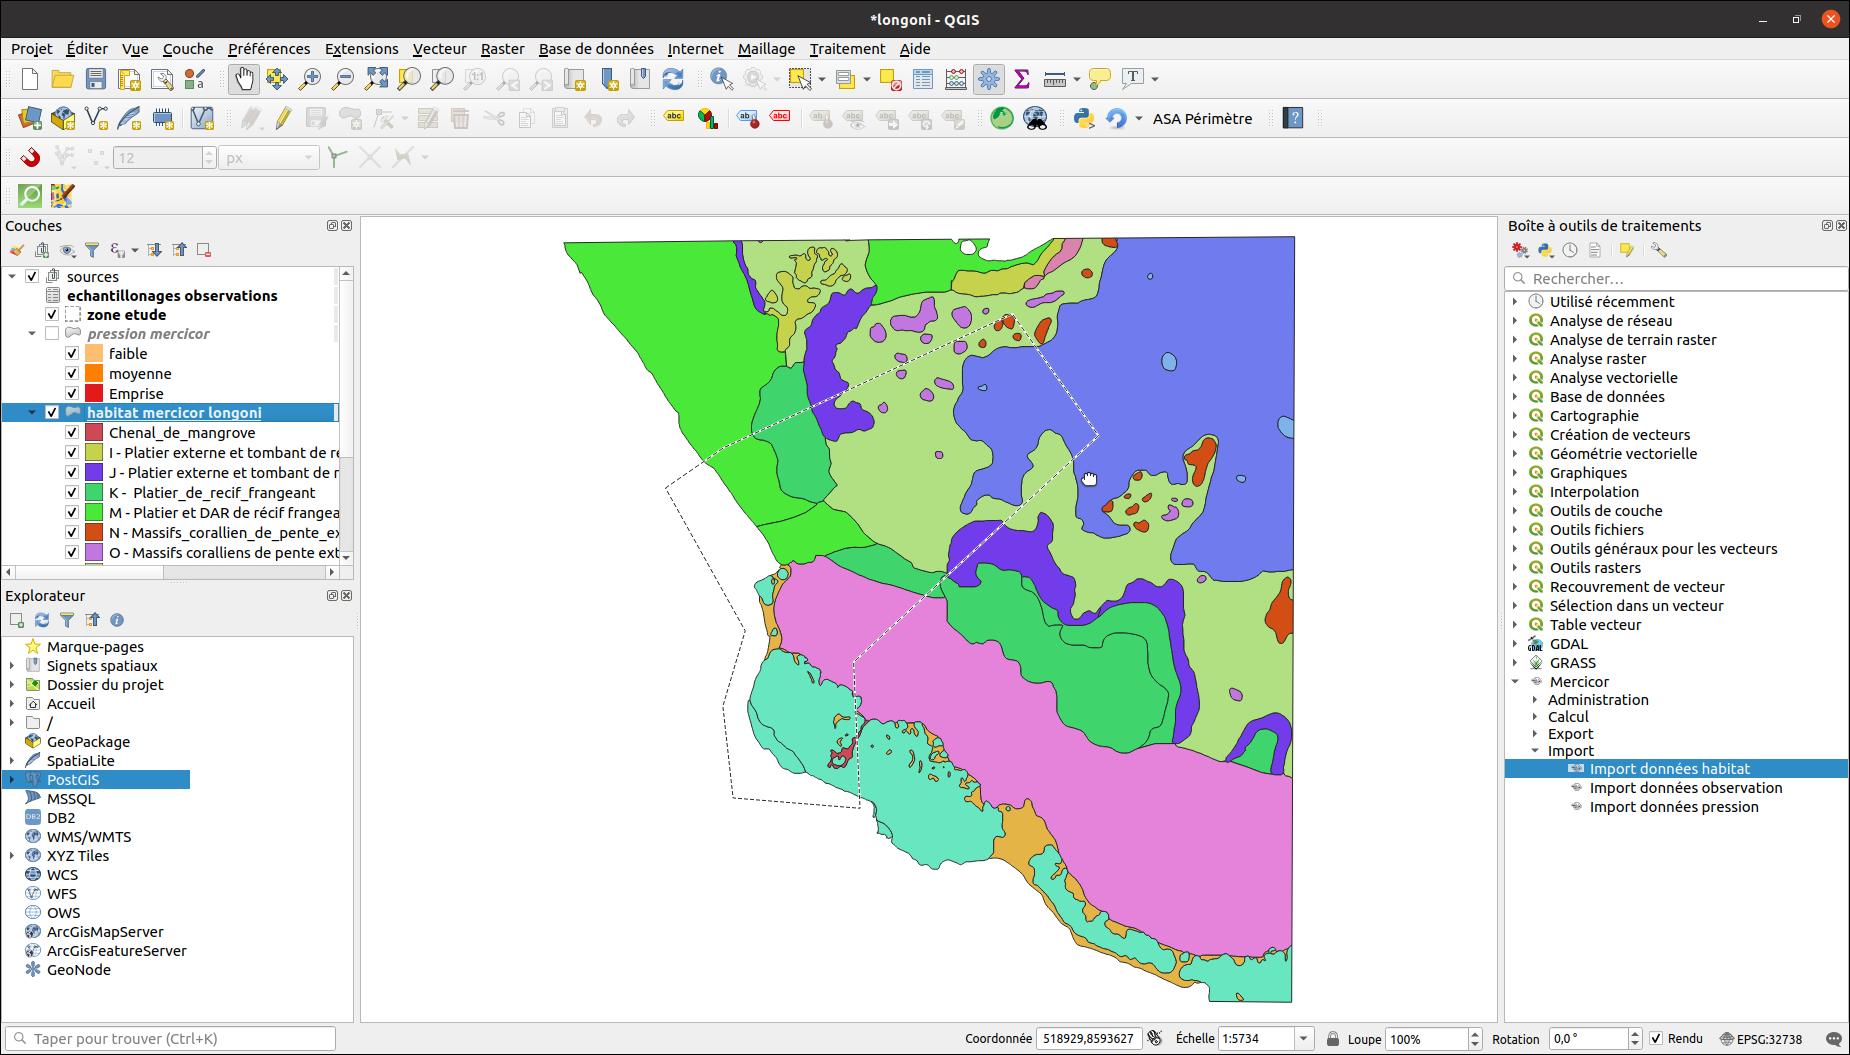 *longoni - QGIS
Projet Éditer Vue Couche Préférences Extensions Vecteur Raster Base de données Internet Maillage Traitement Aide
ASA Périmètre
12 px
Couches
sources
echantillonages observations
zone etude
pression mercicor
faible
moyenne
Emprise
habitat mercicor longoni
Chenal_de_mangrove
I - Platier externe et tombant de ré
J - Platier externe et tombant de r
K - Platier_de_recif_frangeant
M - Platier et DAR de récif frangea
N - Massifs_corallien_de_pente_ex
O - Massifs coralliens de pente ext
Explorateur
Marque-pages
Signets spatiaux
Dossier du projet
Accueil
/
GeoPackage
SpatiaLite
PostGIS
MSSQL
DB2
WMS/WMTS
XYZ Tiles
WCS
WFS
OWS
ArcGisMapServer
ArcGisFeatureServer
GeoNode
Boîte à outils de traitements
Rechercher…
Utilisé récemment
Analyse de réseau
Analyse de terrain raster
Analyse raster
Analyse vectorielle
Base de données
Cartographie
Création de vecteurs
Géométrie vectorielle
Graphiques
Interpolation
Outils de couche
Outils fichiers
Outils généraux pour les vecteurs
Outils rasters
Recouvrement de vecteur
Sélection dans un vecteur
Table vecteur
GDAL
GRASS
Mercicor
Administration
Calcul
Export
Import
Import données habitat
Import données observation
Import données pression
Taper pour trouver (Ctrl+K)
Coordonnée 518929,8593627 Échelle 1:5734 Loupe 100% Rotation 0,0 ° Rendu EPSG:32738